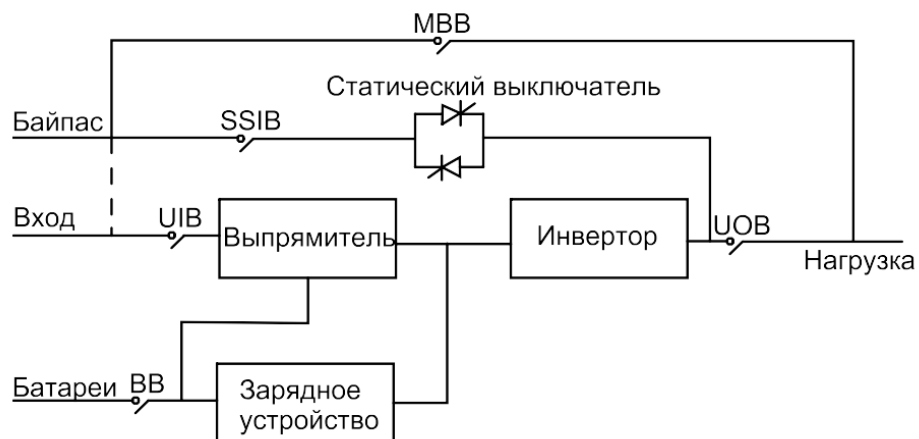 MBB
Статический выключатель
Байпас
SSIB
Вход
UIB
Выпрямитель
Инвертор
UOB
Нагрузка
Батареи
BB
Зарядное
устройство